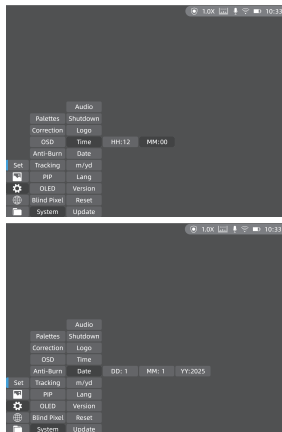 1.0X 10:33
Audio
Palettes Shutdown
Correction Logo
OSD Time HH:12 MM:00
Anti-Burn Date
Set Tracking m/yd
PIP Lang
OLED Version
Blind Pixel Reset
System Update
1.0X 10:33
Audio
Palettes Shutdown
Correction Logo
OSD Time
Anti-Burn Date DD: 1 MM: 1 YY:2025
Set Tracking m/yd
PIP Lang
OLED Version
Blind Pixel Reset
System Update